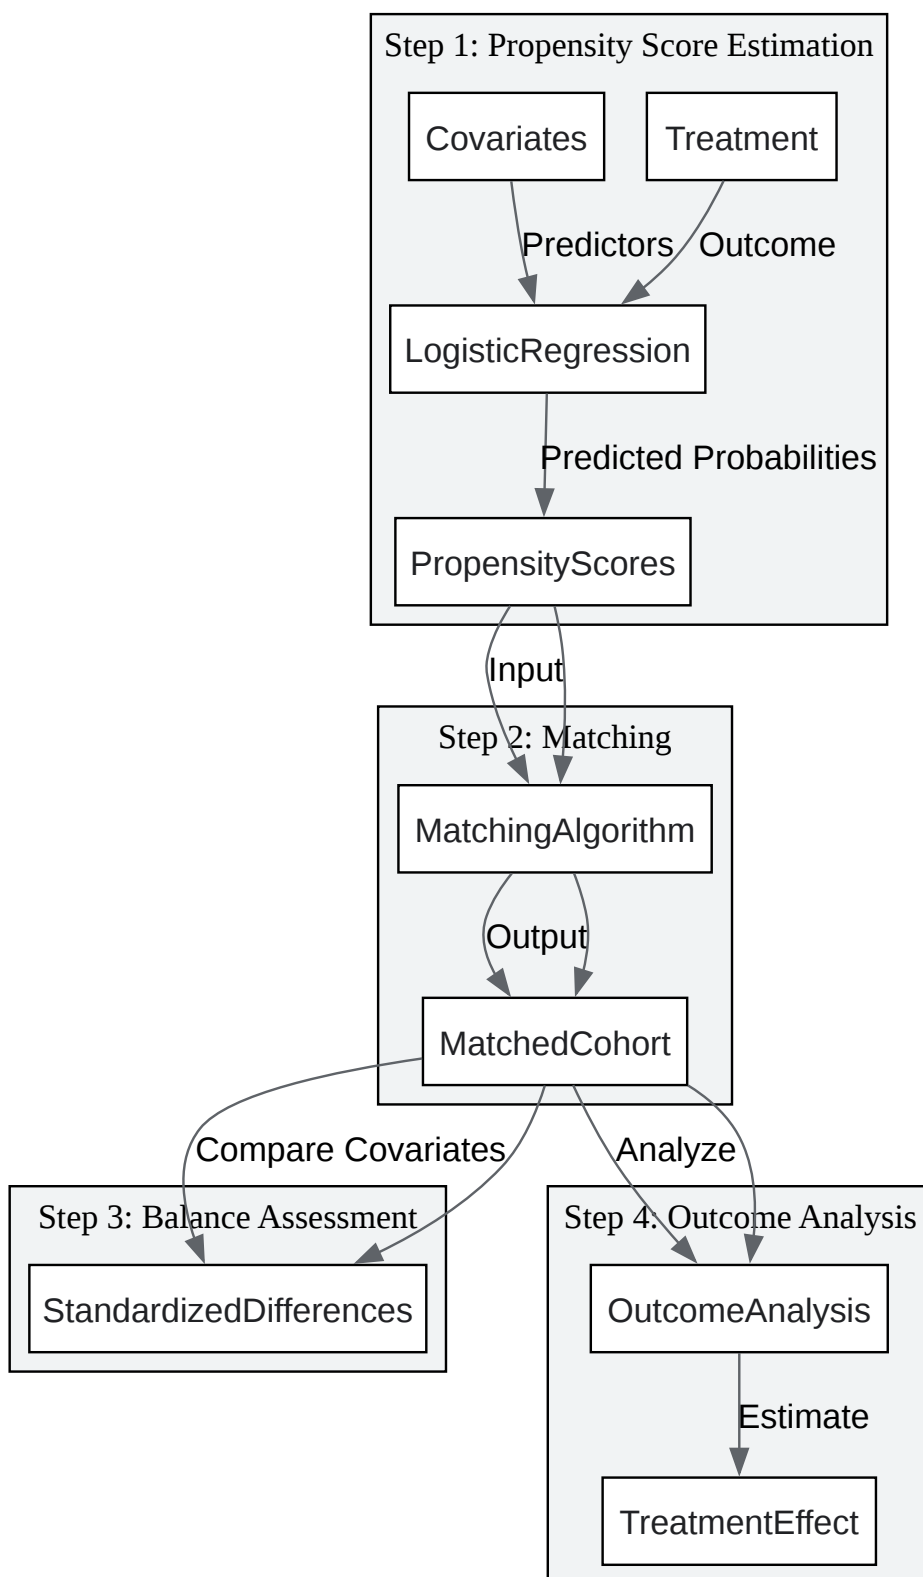 Step 1: Propensity Score Estimation
Covariates
Treatment
Predictors
Outcome
LogisticRegression
Predicted Probabilities
PropensityScores
Input
Step 2: Matching
MatchingAlgorithm
Output
MatchedCohort
Compare Covariates
Analyze
Step 3: Balance Assessment
Step 4: Outcome Analysis
StandardizedDifferences
OutcomeAnalysis
Estimate
TreatmentEffect